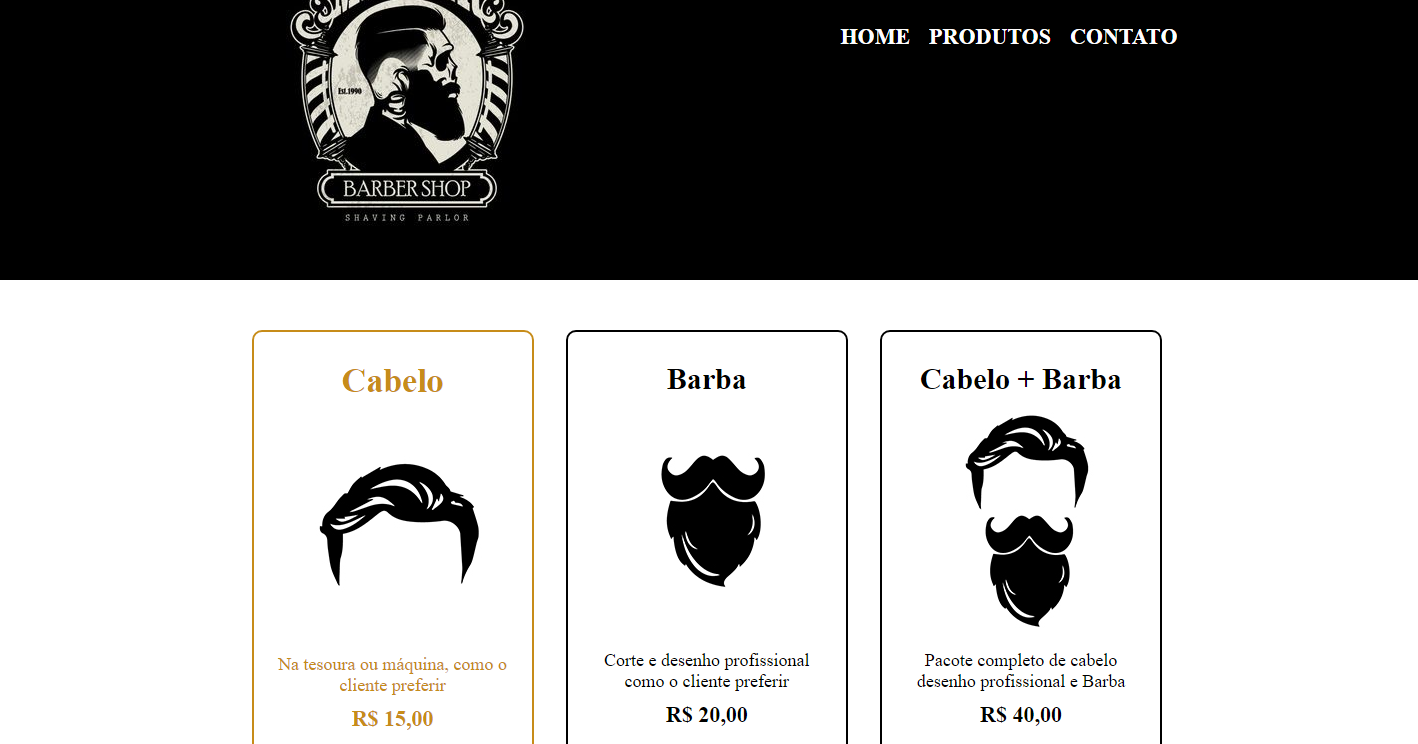 HOME PRODUTOS CONTATO
Est.1990
BARBER SHOP
SHAVING PARLOR
Cabelo
Na tesoura ou máquina, como o
cliente preferir
R$ 15,00
Barba
Corte e desenho profissional
como o cliente preferir
R$ 20,00
Cabelo + Barba
Pacote completo de cabelo
desenho profissional e Barba
R$ 40,00